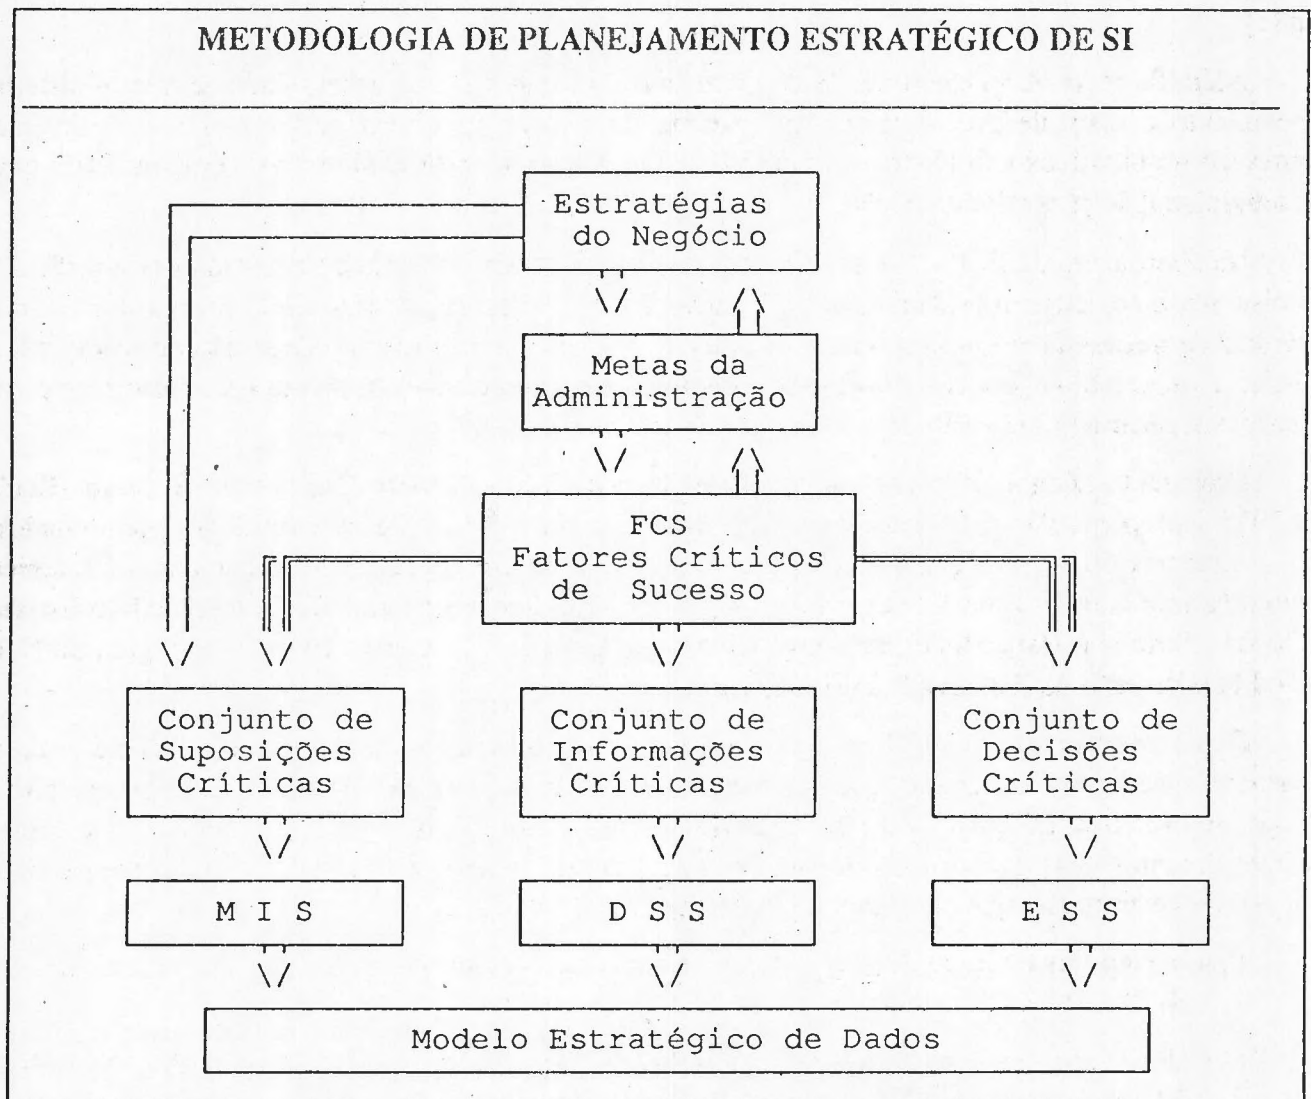 METODOLOGIA DE PLANEJAMENTO ESTRATÉGICO DE SI
Estratégias
do Negócio
Metas da
Administração
FCS
Fatores Críticos
de Sucesso
Conjunto de
Suposições
Críticas
Conjunto de
Informações
Críticas
Conjunto de
Decisões
Críticas
M I S
D S S
E S S
Modelo Estratégico de Dados